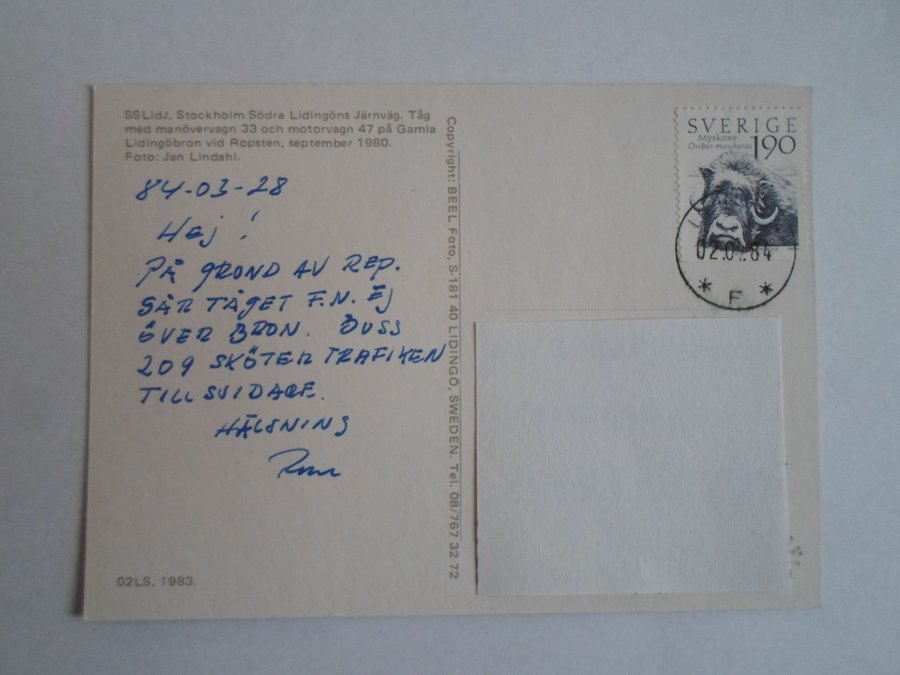 SSLidJ, Stockholm Södra Lidingöns Järnväg. Tåg
med manövervagn 33 och motorvagn 47 på Gamla
Lidingöbron vid Ropsten, september 1980.
Foto: Jan Lindahl.
84-03-28
Hej!
PÅ GROND AV REP.
GÅR TÅGET F.N. EJ
ÖVER BRON. BUSS
209 SKÖTER TRAFIKEN
TILLSVIDAGE.
HÄLSNING
02LS, 1983.
Copyright: BEEL Foto, S-181 40 LIDINGÖ, SWEDEN. Tel. 08/767 32 72
SVERIGE
Myskoxe
Ovibos moschatus
190
84
* F *